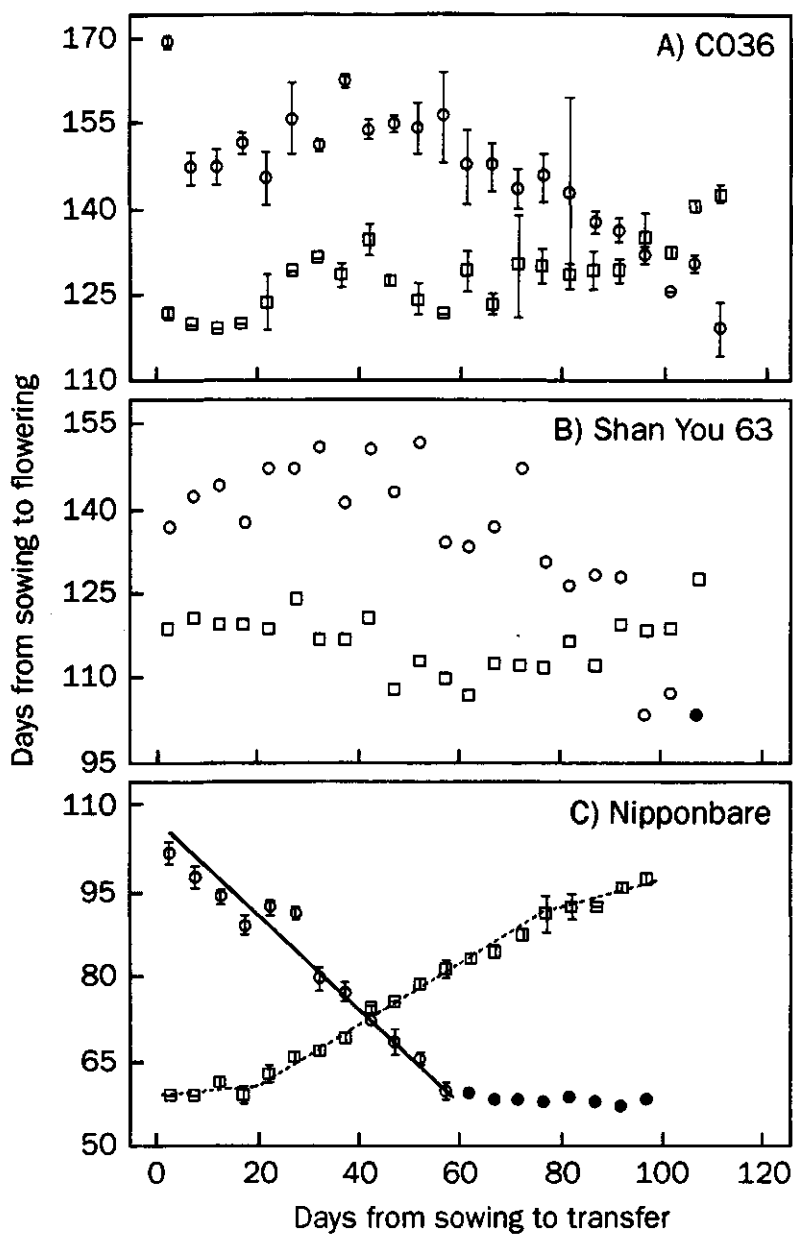 A) CO36
170
155
140
125
110
B) Shan You 63
155
140
125
110
95
C) Nipponbare
110
95
80
65
50
0 20 40 60 80 100 120
Days from sowing to transfer
Days from sowing to flowering